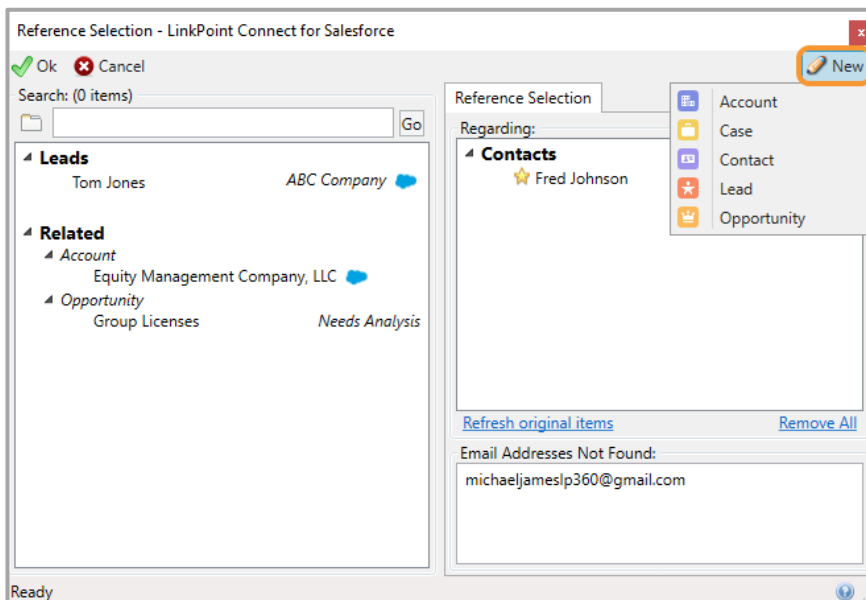 Reference Selection - LinkPoint Connect for Salesforce
x
Ok Cancel
New
Search: (0 items)
Go
Leads
Tom Jones ABC Company
Related
Account
Equity Management Company, LLC
Opportunity
Group Licenses Needs Analysis
Reference Selection
Regarding:
Contacts
Fred Johnson
Account
Case
Contact
Lead
Opportunity
Refresh original items Remove All
Email Addresses Not Found:
michaeljameslp360@gmail.com
Ready
?